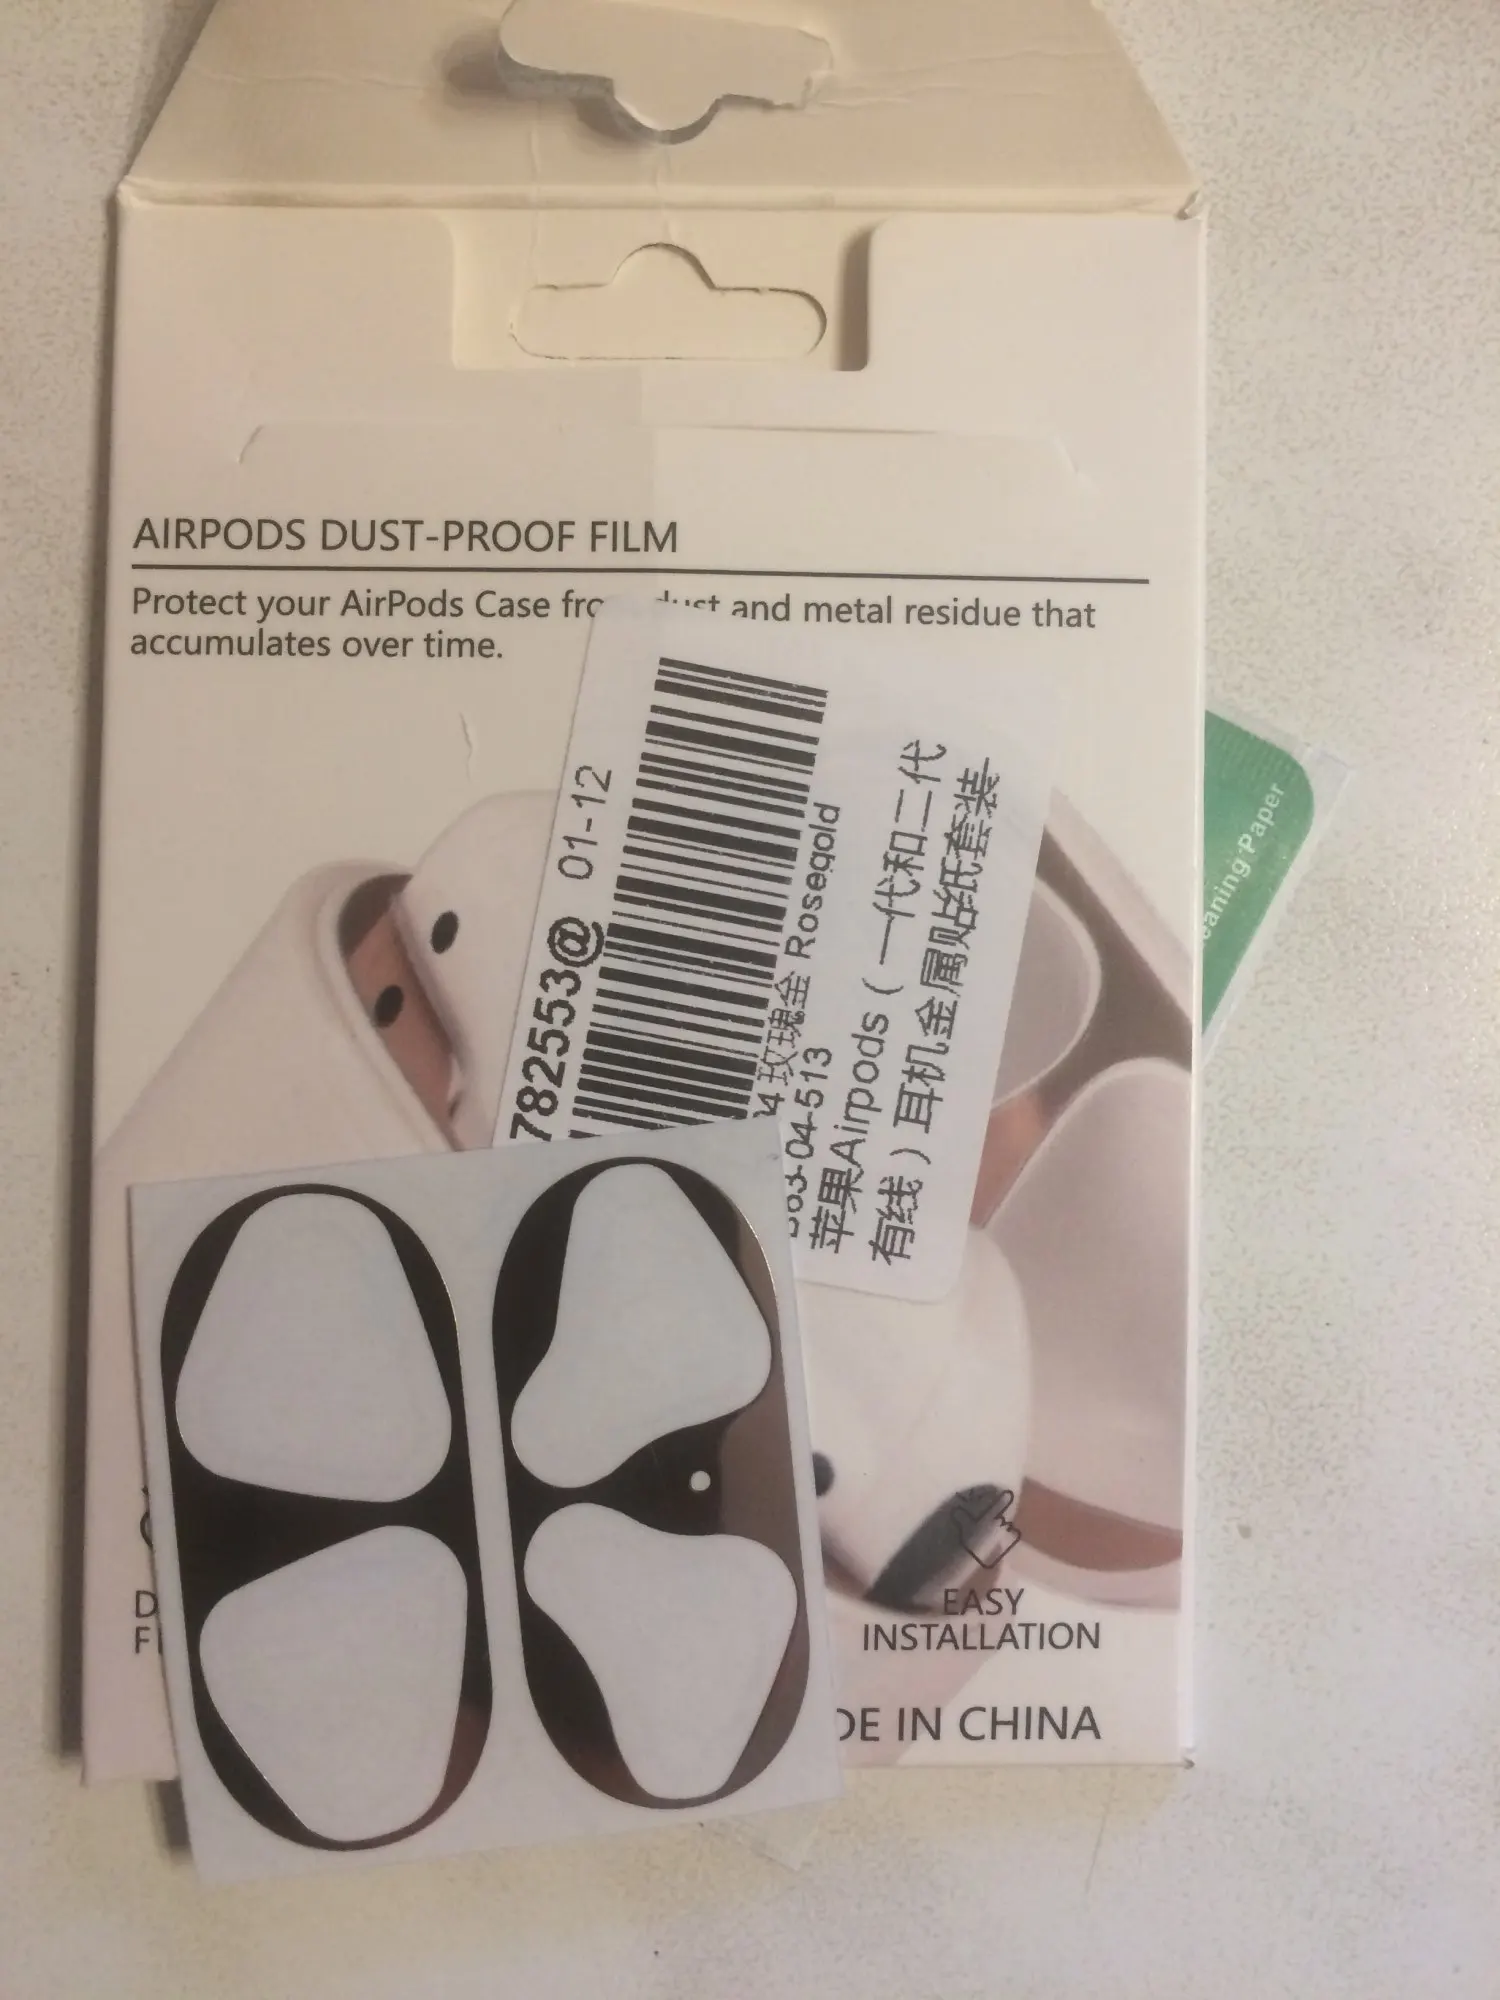 AIRPODS DUST-PROOF FILM
Protect your AirPods Case from dust and metal residue that
accumulates over time.
782553@ 01-12
玫瑰金 Rosegold
04-513
苹果Airpods（一代和二代
有线）耳机金属贴纸套装
Paper
EASY
INSTALLATION
IN CHINA